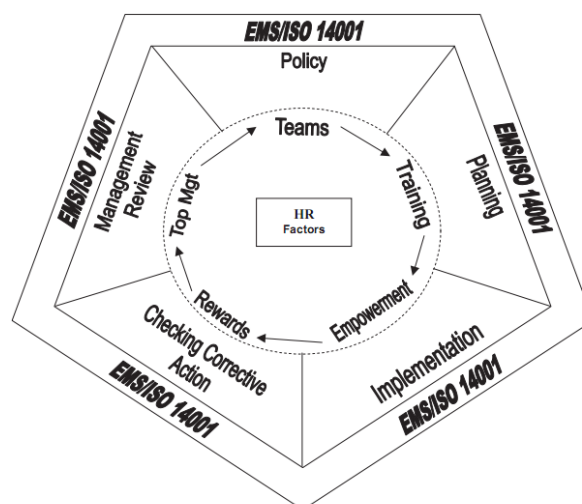 EMS/ISO 14001
Policy
EMS/ISO 14001
Planning
EMS/ISO 14001
Implementation
EMS/ISO 14001
Checking Corrective
Action
EMS/ISO 14001
Management
Review
Teams
Training
Empowerment
Rewards
Top Mgt
HR
Factors